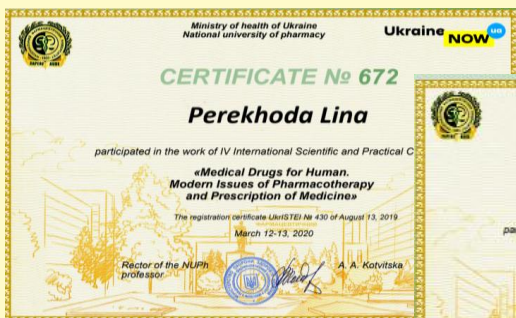 Ministry of health of Ukraine
National university of pharmacy
Ukraine NOW ua
CERTIFICATE № 672
Perekhoda Lina
participated in the work of IV International Scientific and Practical C
«Medical Drugs for Human.
Modern Issues of Pharmacotherapy
and Prescription of Medicine»
The registration certificate UkrISTEI № 430 of August 13, 2019
March 12-13, 2020
Rector of the NUPh
professor
A. A. Kotvitska
pa